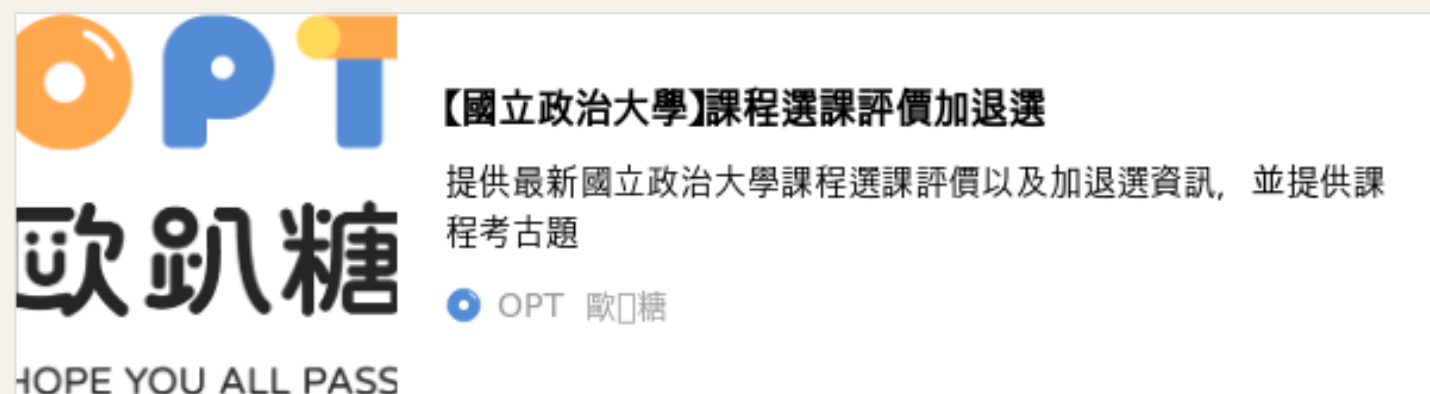 OPT
歐趴糖
HOPE YOU ALL PASS
【國立政治大學】課程選課評價加退選
提供最新國立政治大學課程選課評價以及加退選資訊，並提供課
程考古題
OPT 歐▯糖